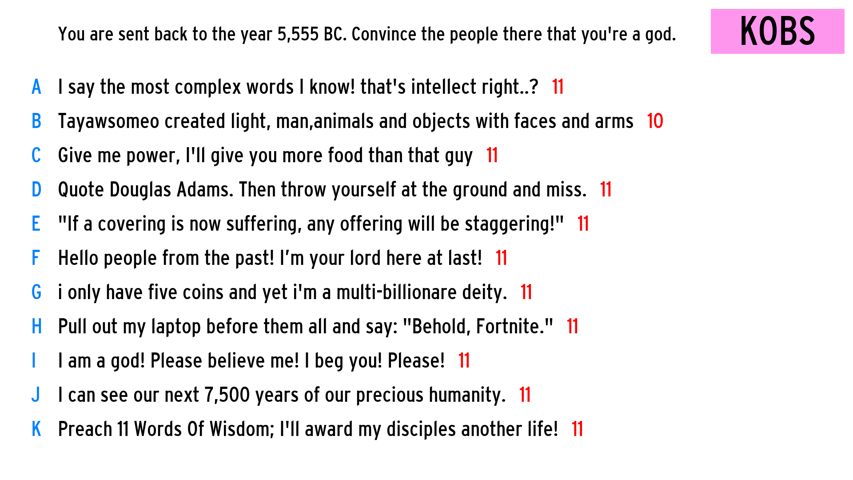 You are sent back to the year 5,555 BC. Convince the people there that you're a god.
KOBS
A I say the most complex words I know! that's intellect right..? 11
B Tayawsomeo created light, man,animals and objects with faces and arms 10
C Give me power, I'll give you more food than that guy 11
D Quote Douglas Adams. Then throw yourself at the ground and miss. 11
E "If a covering is now suffering, any offering will be staggering!" 11
F Hello people from the past! I'm your lord here at last! 11
G i only have five coins and yet i'm a multi-billionare deity. 11
H Pull out my laptop before them all and say: "Behold, Fortnite." 11
I I am a god! Please believe me! I beg you! Please! 11
J I can see our next 7,500 years of our precious humanity. 11
K Preach 11 Words Of Wisdom; I'll award my disciples another life! 11